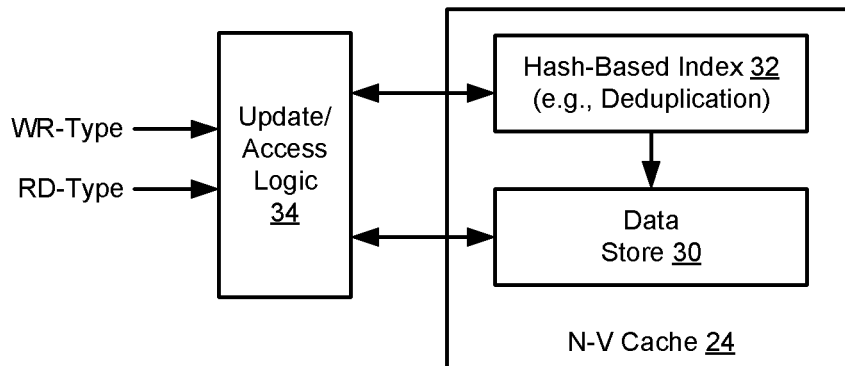 WR-Type
RD-Type
Update/
Access
Logic
34
Hash-Based Index 32
(e.g., Deduplication)
Data
Store 30
N-V Cache 24